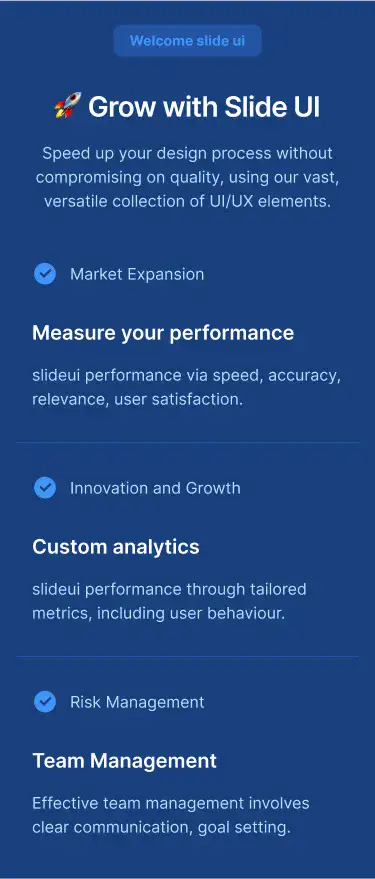 Welcome slide ui
🚀 Grow with Slide UI
Speed up your design process without
compromising on quality, using our vast,
versatile collection of UI/UX elements.
Market Expansion
Measure your performance
slideui performance via speed, accuracy,
relevance, user satisfaction.
Innovation and Growth
Custom analytics
slideui performance through tailored
metrics, including user behaviour.
Risk Management
Team Management
Effective team management involves
clear communication, goal setting.